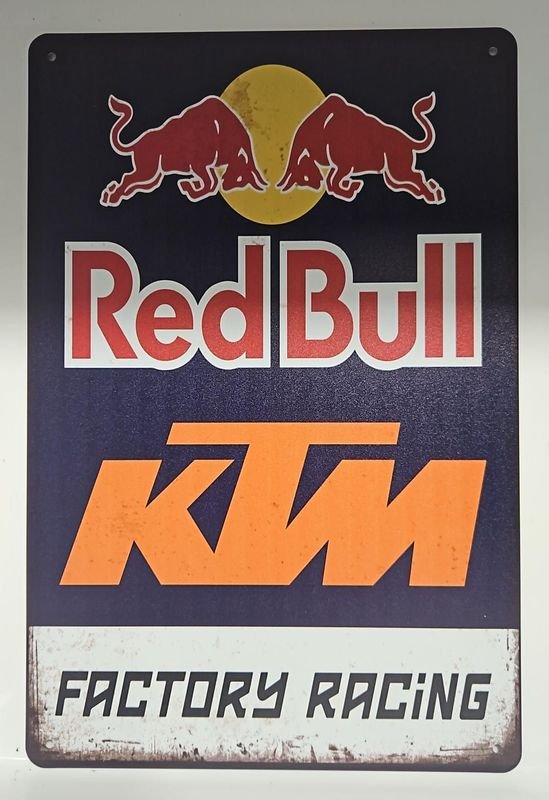 Red Bull
KTM
FACTORY RACiNG